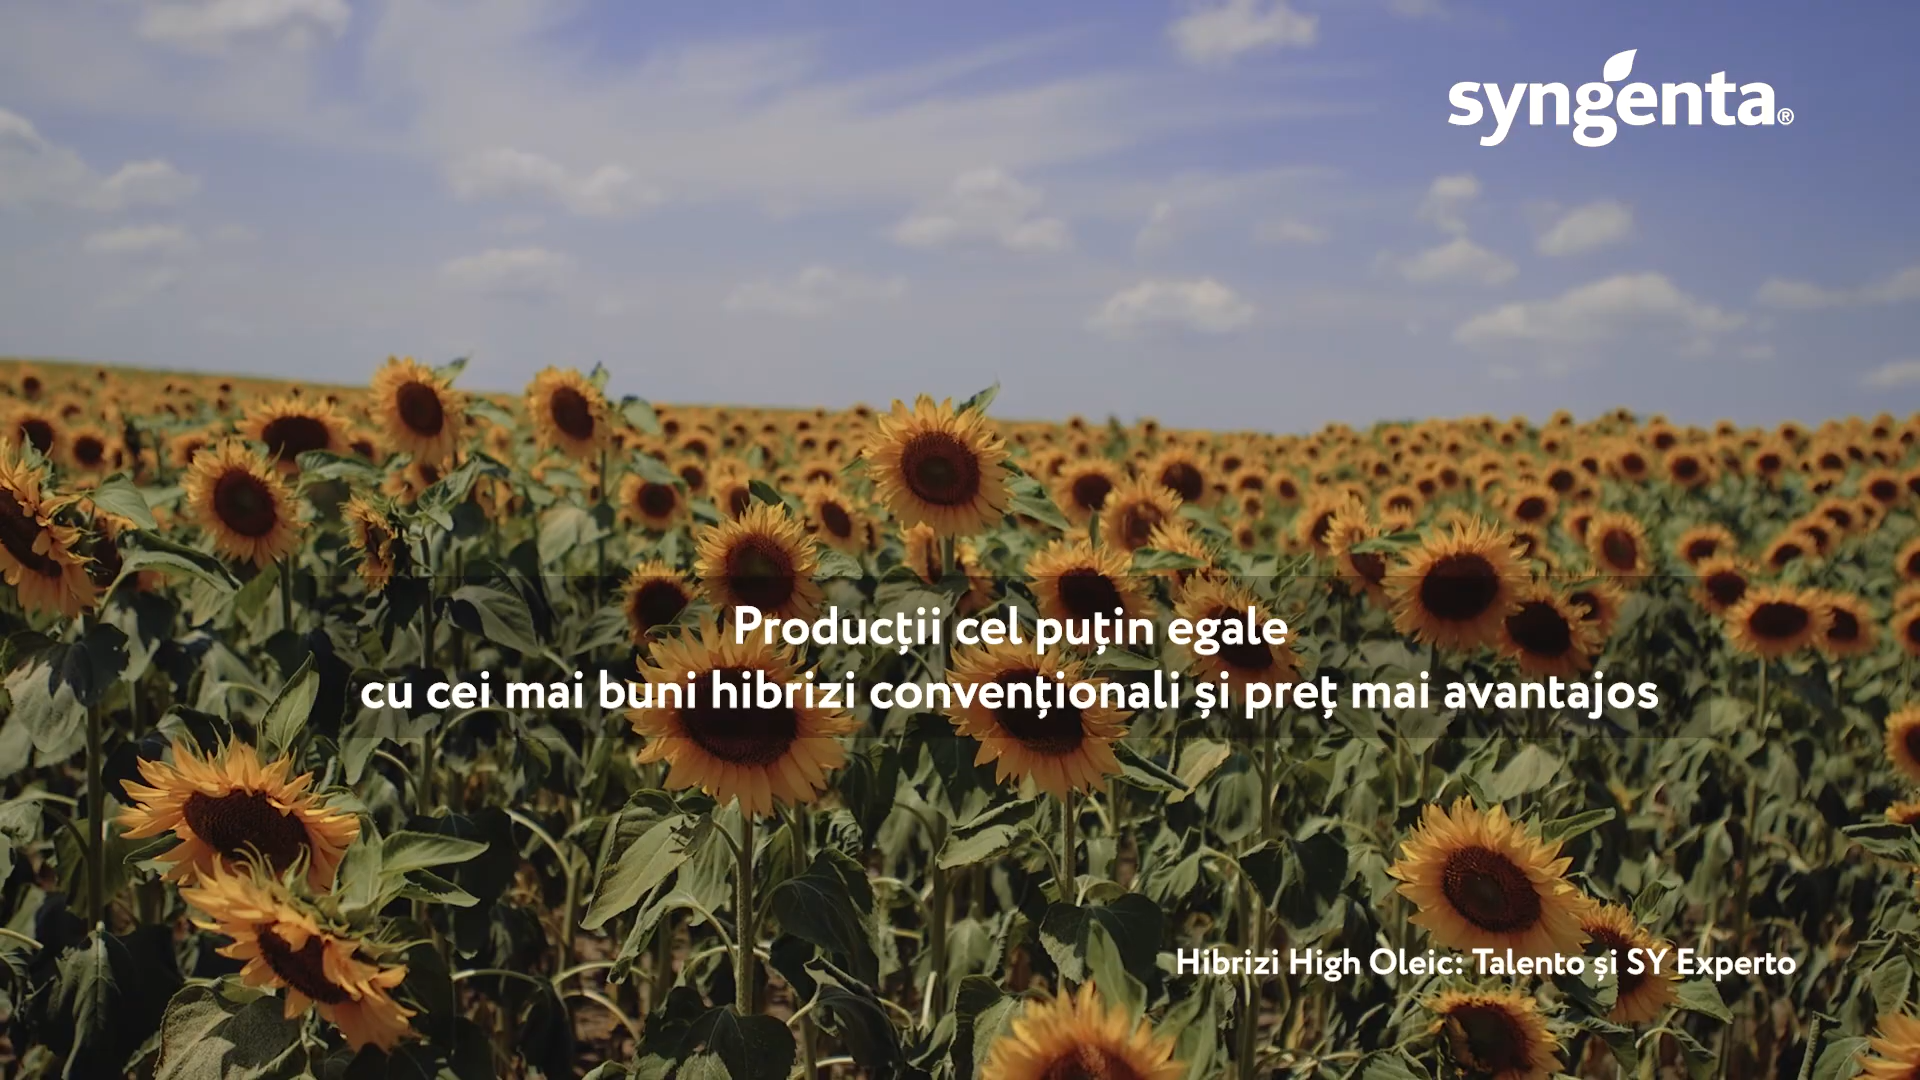 syngenta®
Producții cel puțin egale
cu cei mai buni hibrizi convenționali și preț mai avantajos
Hibrizi High Oleic: Talento și SY Experto